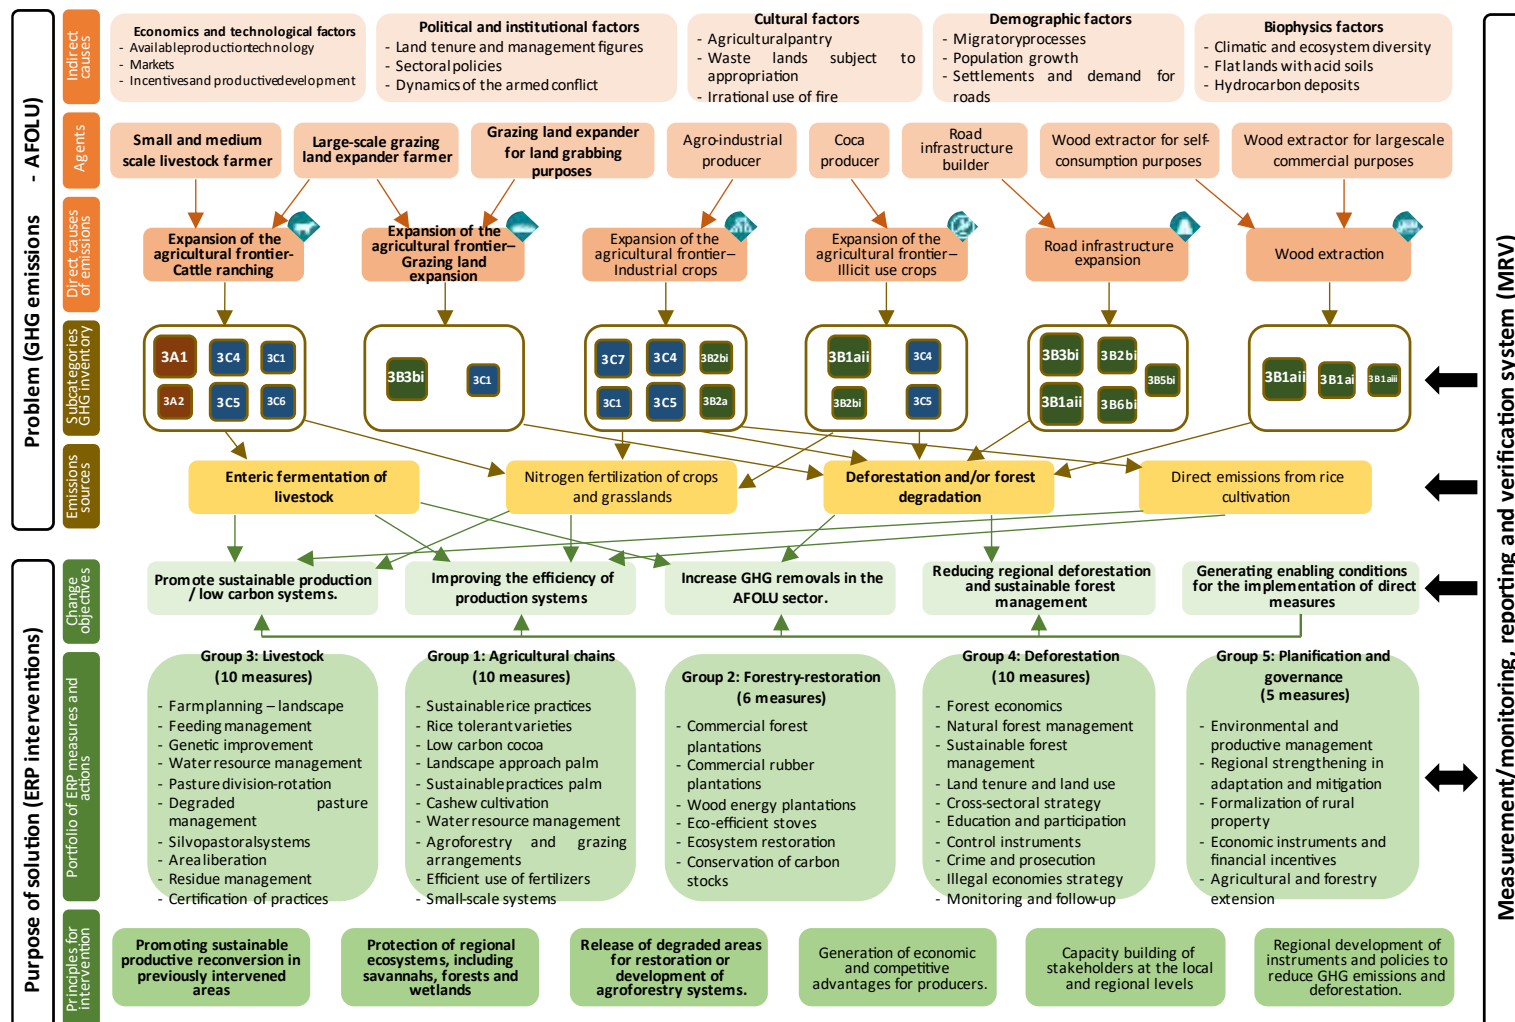 Problem (GHG emissions - AFOLU)
Purpose of solution (ERP interventions)
Measurement/monitoring, reporting and verification system (MRV)
Indirect
causes
Economics and technological factors
- Availableproductiontechnology
- Markets
- Incentivesand productivedevelopment
Political and institutional factors
- Land tenure and management figures
- Sectoral policies
- Dynamics of the armed conflict
Cultural factors
- Agriculturalpantry
- Waste lands subject to
appropriation
- Irrational use of fire
Demographic factors
- Migratoryprocesses
- Population growth
- Settlements and demand for
roads
Biophysics factors
- Climatic and ecosystem diversity
- Flat lands with acid soils
- Hydrocarbon deposits
Agents
Small and medium
scale livestock farmer
Large-scale grazing
land expander farmer
Grazing land expander
for land grabbing
purposes
Agro-industrial
producer
Coca
producer
Road
infrastructure
builder
Wood extractor for self-
consumption purposes
Wood extractor for largescale
commercial purposes
Direct causes
of emissions
Expansion of the
agricultural frontier-
Cattle ranching
Expansion of the
agricultural frontier–
Grazing land
expansion
Expansion of the
agricultural frontier–
Industrial crops
Expansion of the
agricultural frontier–
Illicit use crops
Road infrastructure
expansion
Wood extraction
Subcategories
GHG inventory
3A1 3C4 3C1
3A2 3C5 3C6
3B3bi 3C1
3C7 3C4 3B2bi
3C1 3C5 3B2a
3B1aii 3C4
3B2bi 3C5
3B3bi 3B2bi 3B5bi
3B1aii 3B6bi
3B1aii 3B1ai 3B1aiii
Emissions
sources
Enteric fermentation of
livestock
Nitrogen fertilization of crops
and grasslands
Deforestation and/or forest
degradation
Direct emissions from rice
cultivation
Change
objectives
Promote sustainable production
/ low carbon systems.
Improving the efficiency of
production systems
Increase GHG removals in the
AFOLU sector.
Reducing regional deforestation
and sustainable forest
management
Generating enabling conditions
for the implementation of direct
measures
Portfolio of ERP measures and
actions
Group 3: Livestock
(10 measures)
- Farmplanning – landscape
- Feeding management
- Genetic improvement
- Water resource management
- Pasture division-rotation
- Degraded pasture
management
- Silvopastoralsystems
- Arealiberation
- Residue management
- Certification of practices
Group 1: Agricultural chains
(10 measures)
- Sustainablerice practices
- Rice tolerantvarieties
- Low carbon cocoa
- Landscape approach palm
- Sustainablepractices palm
- Cashew cultivation
- Waterresource management
- Agroforestry and grazing
arrangements
- Efficient use of fertilizers
- Small-scale systems
Group 2: Forestry-restoration
(6 measures)
- Commercial forest
plantations
- Commercial rubber
plantations
- Wood energy plantations
- Eco-efficient stoves
- Ecosystem restoration
- Conservation of carbon
stocks
Group 4: Deforestation
(10 measures)
- Forest economics
- Natural forest management
- Sustainable forest
management
- Land tenure and land use
- Cross-sectoral strategy
- Education and participation
- Control instruments
- Crime and prosecution
- Illegal economies strategy
- Monitoring and follow-up
Group 5: Planification and
governance
(5 measures)
- Environmental and
productive management
- Regional strengthening in
adaptation and mitigation
- Formalization of rural
property
- Economic instruments and
financial incentives
- Agricultural and forestry
extension
Principles for
intervention
Promoting sustainable
productive reconversion in
previously intervened
areas
Protection of regional
ecosystems, including
savannahs, forests and
wetlands
Release of degraded areas
for restoration or
development of
agroforestry systems.
Generation of economic
and competitive
advantages for producers.
Capacity building of
stakeholders at the local
and regional levels
Regional development of
instruments and policies to
reduce GHG emissions and
deforestation.